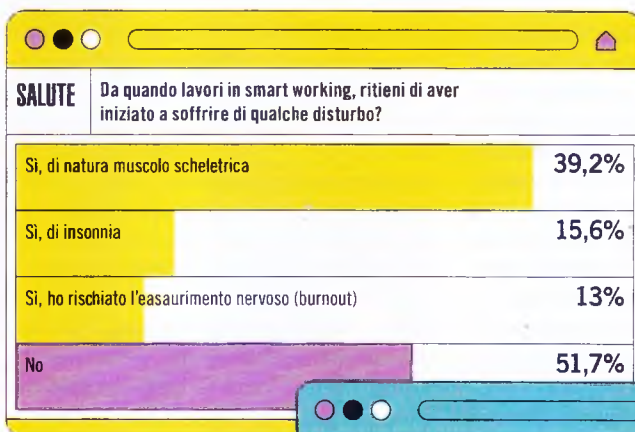 SALUTE
Da quando lavori in smart working, ritieni di aver
iniziato a soffrire di qualche disturbo?
Sì, di natura muscolo scheletrica 39,2%
Sì, di insonnia 15,6%
Sì, ho rischiato l'easaurimento nervoso (burnout) 13%
No 51,7%